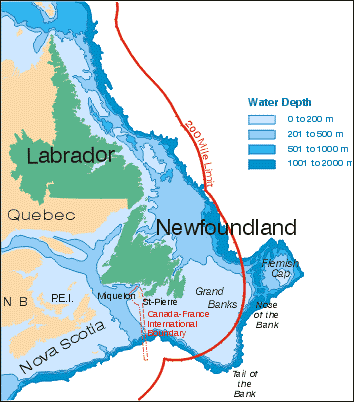 Water Depth
0 to 200 m
201 to 500 m
501 to 1000 m
1001 to 2000 m
200 Mile Limit
Labrador
Quebec
Newfoundland
Flemish
Cap
Grand
Banks
Nose of
the Bank
N B
P.E.I.
Miquelon
St-Pierre
Canada-France
International
Boundary
Nova Scotia
Tail of
the
Bank